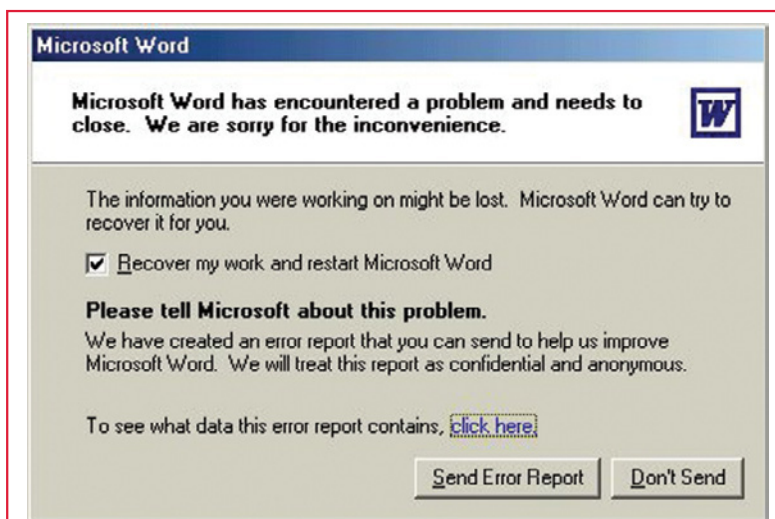 Microsoft Word
Microsoft Word has encountered a problem and needs to
close. We are sorry for the inconvenience.
W
The information you were working on might be lost. Microsoft Word can try to
recover it for you.
Recover my work and restart Microsoft Word
Please tell Microsoft about this problem.
We have created an error report that you can send to help us improve
Microsoft Word. We will treat this report as confidential and anonymous.
To see what data this error report contains, click here.
Send Error Report Don't Send